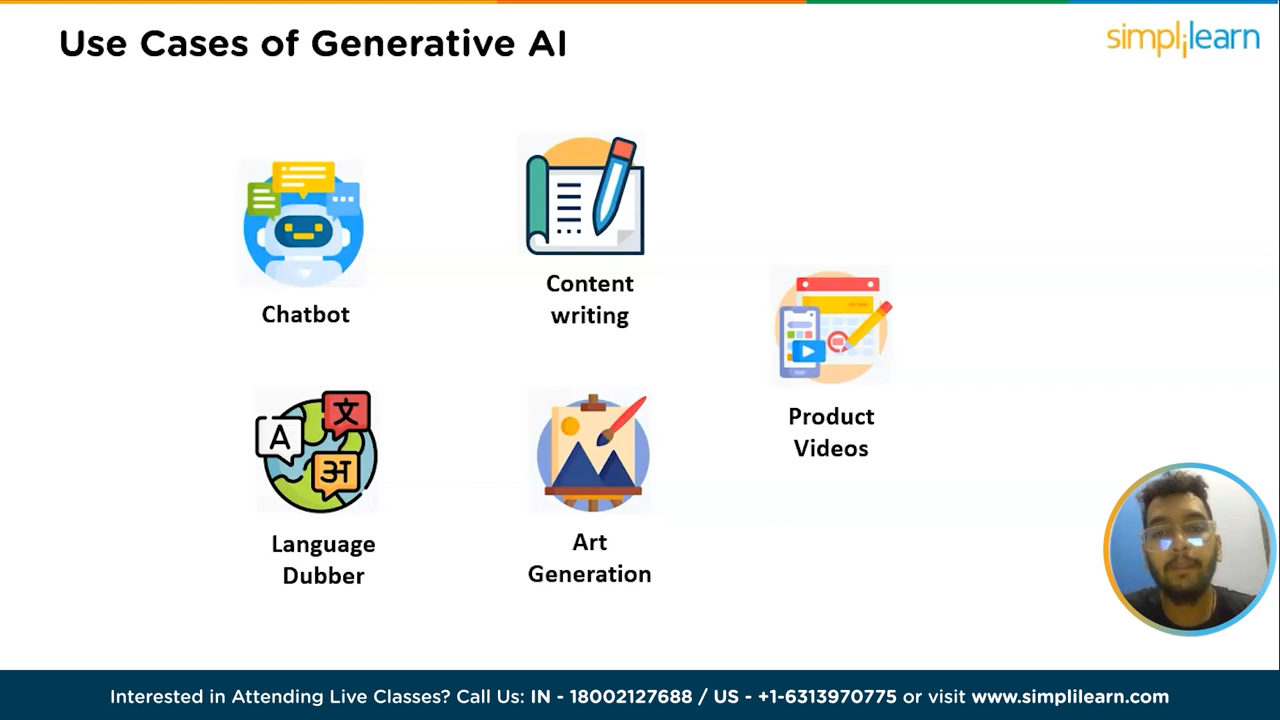 Use Cases of Generative AI
simplilearn
Chatbot
Content
writing
Product
Videos
A
文
अ
Language
Dubber
Art
Generation
Interested in Attending Live Classes? Call Us: IN - 18002127688 / US - +1-6313970775 or visit www.simplilearn.com